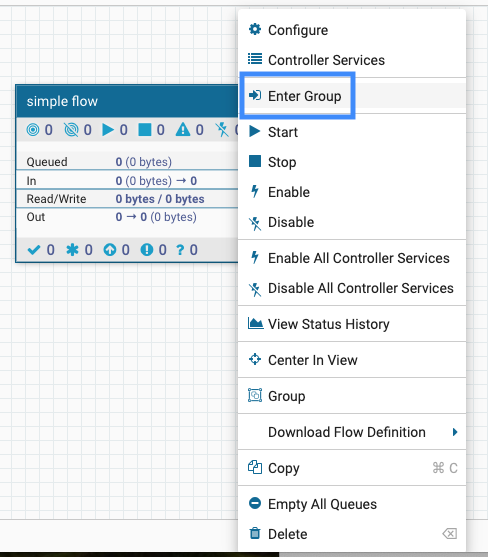 simple flow
0 0 0 0 0 0
Queued 0 (0 bytes)
In 0 (0 bytes) → 0
Read/Write 0 bytes / 0 bytes
Out 0 → 0 (0 bytes)
0 0 0 0 ? 0
Configure
Controller Services
Enter Group
Start
Stop
Enable
Disable
Enable All Controller Services
Disable All Controller Services
View Status History
Center In View
Group
Download Flow Definition
Copy ⌘ C
Empty All Queues
Delete